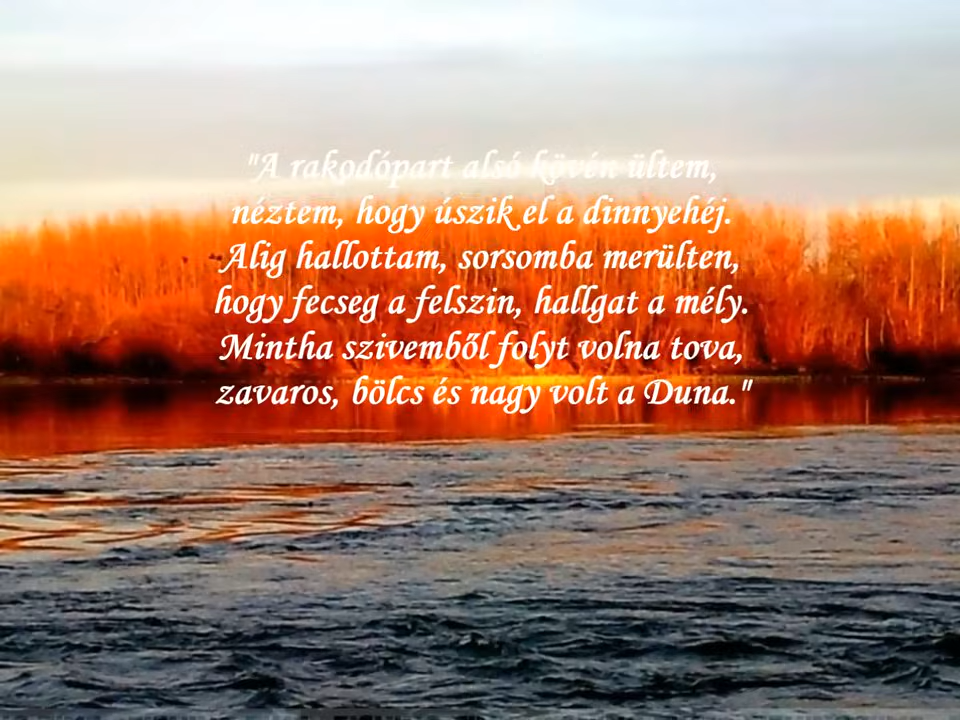 "A rakodópart alsó kövén ültem,
néztem, hogy úszik el a dinnyehéj.
Alig hallottam, sorsomba merülten,
hogy fecseg a felszin, hallgat a mély.
Mintha szivemből folyt volna tova,
zavaros, bölcs és nagy volt a Duna."